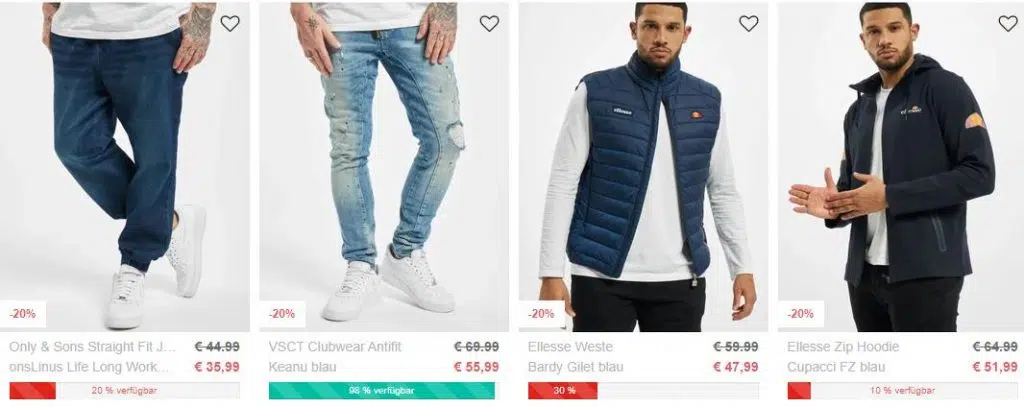 -20%
Only & Sons Straight Fit J... € 44.99
onsLinus Life Long Work... € 35,99
20 % verfügbar
-20%
VSCT Clubwear Antifit € 69.99
Keanu blau € 55,99
98 % verfügbar
ellesse
-20%
Ellesse Weste € 59.99
Bardy Gilet blau € 47,99
30 %
ellesse
-20%
Ellesse Zip Hoodie € 64.99
Cupacci FZ blau € 51,99
10 % verfügbar